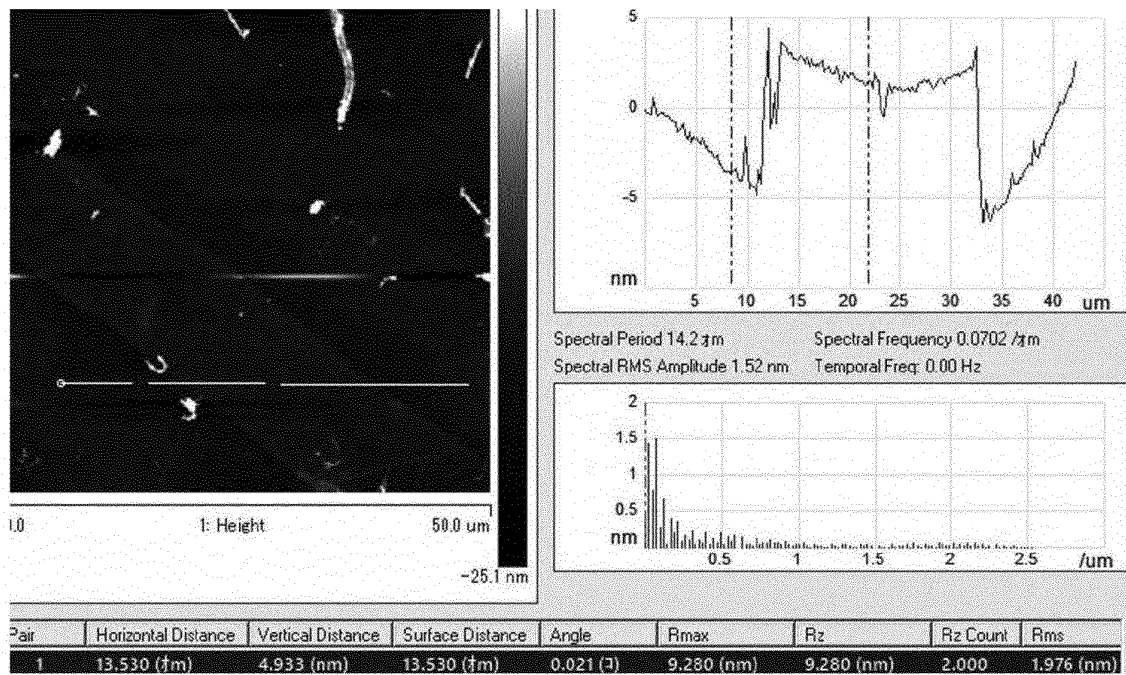 5
0
-5
nm
5 10 15 20 25 30 35 40 um
Spectral Period 14.2 m
Spectral Frequency 0.0702 / m
Spectral RMS Amplitude 1.52 nm
Temporal Freq: 0.00 Hz
2
1.5
1
0.5
nm
0.5 1 1.5 2 2.5 /um
1: Height
50.0 um
-25.1 nm
Pair Horizontal Distance Vertical Distance Surface Distance Angle Rmax Rz Rz Count Rms
1 13.530 ( m) 4.933 (nm) 13.530 ( m) 0.021 ( ) 9.280 (nm) 9.280 (nm) 2.000 1.976 (nm)